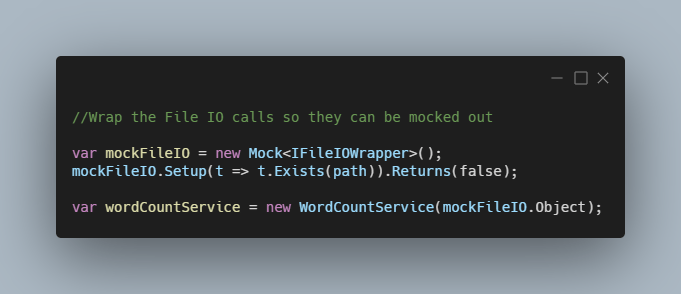 //Wrap the File IO calls so they can be mocked out
var mockFileIO = new Mock<IFileIOWrapper>();
mockFileIO.Setup(t => t.Exists(path)).Returns(false);
var wordCountService = new WordCountService(mockFileIO.Object);